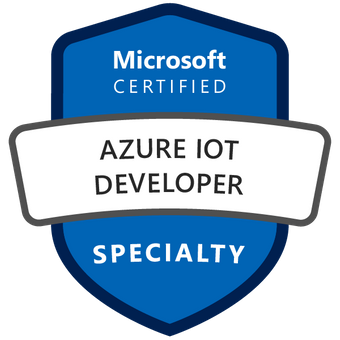 Microsoft
CERTIFIED
AZURE IOT
DEVELOPER
SPECIALTY